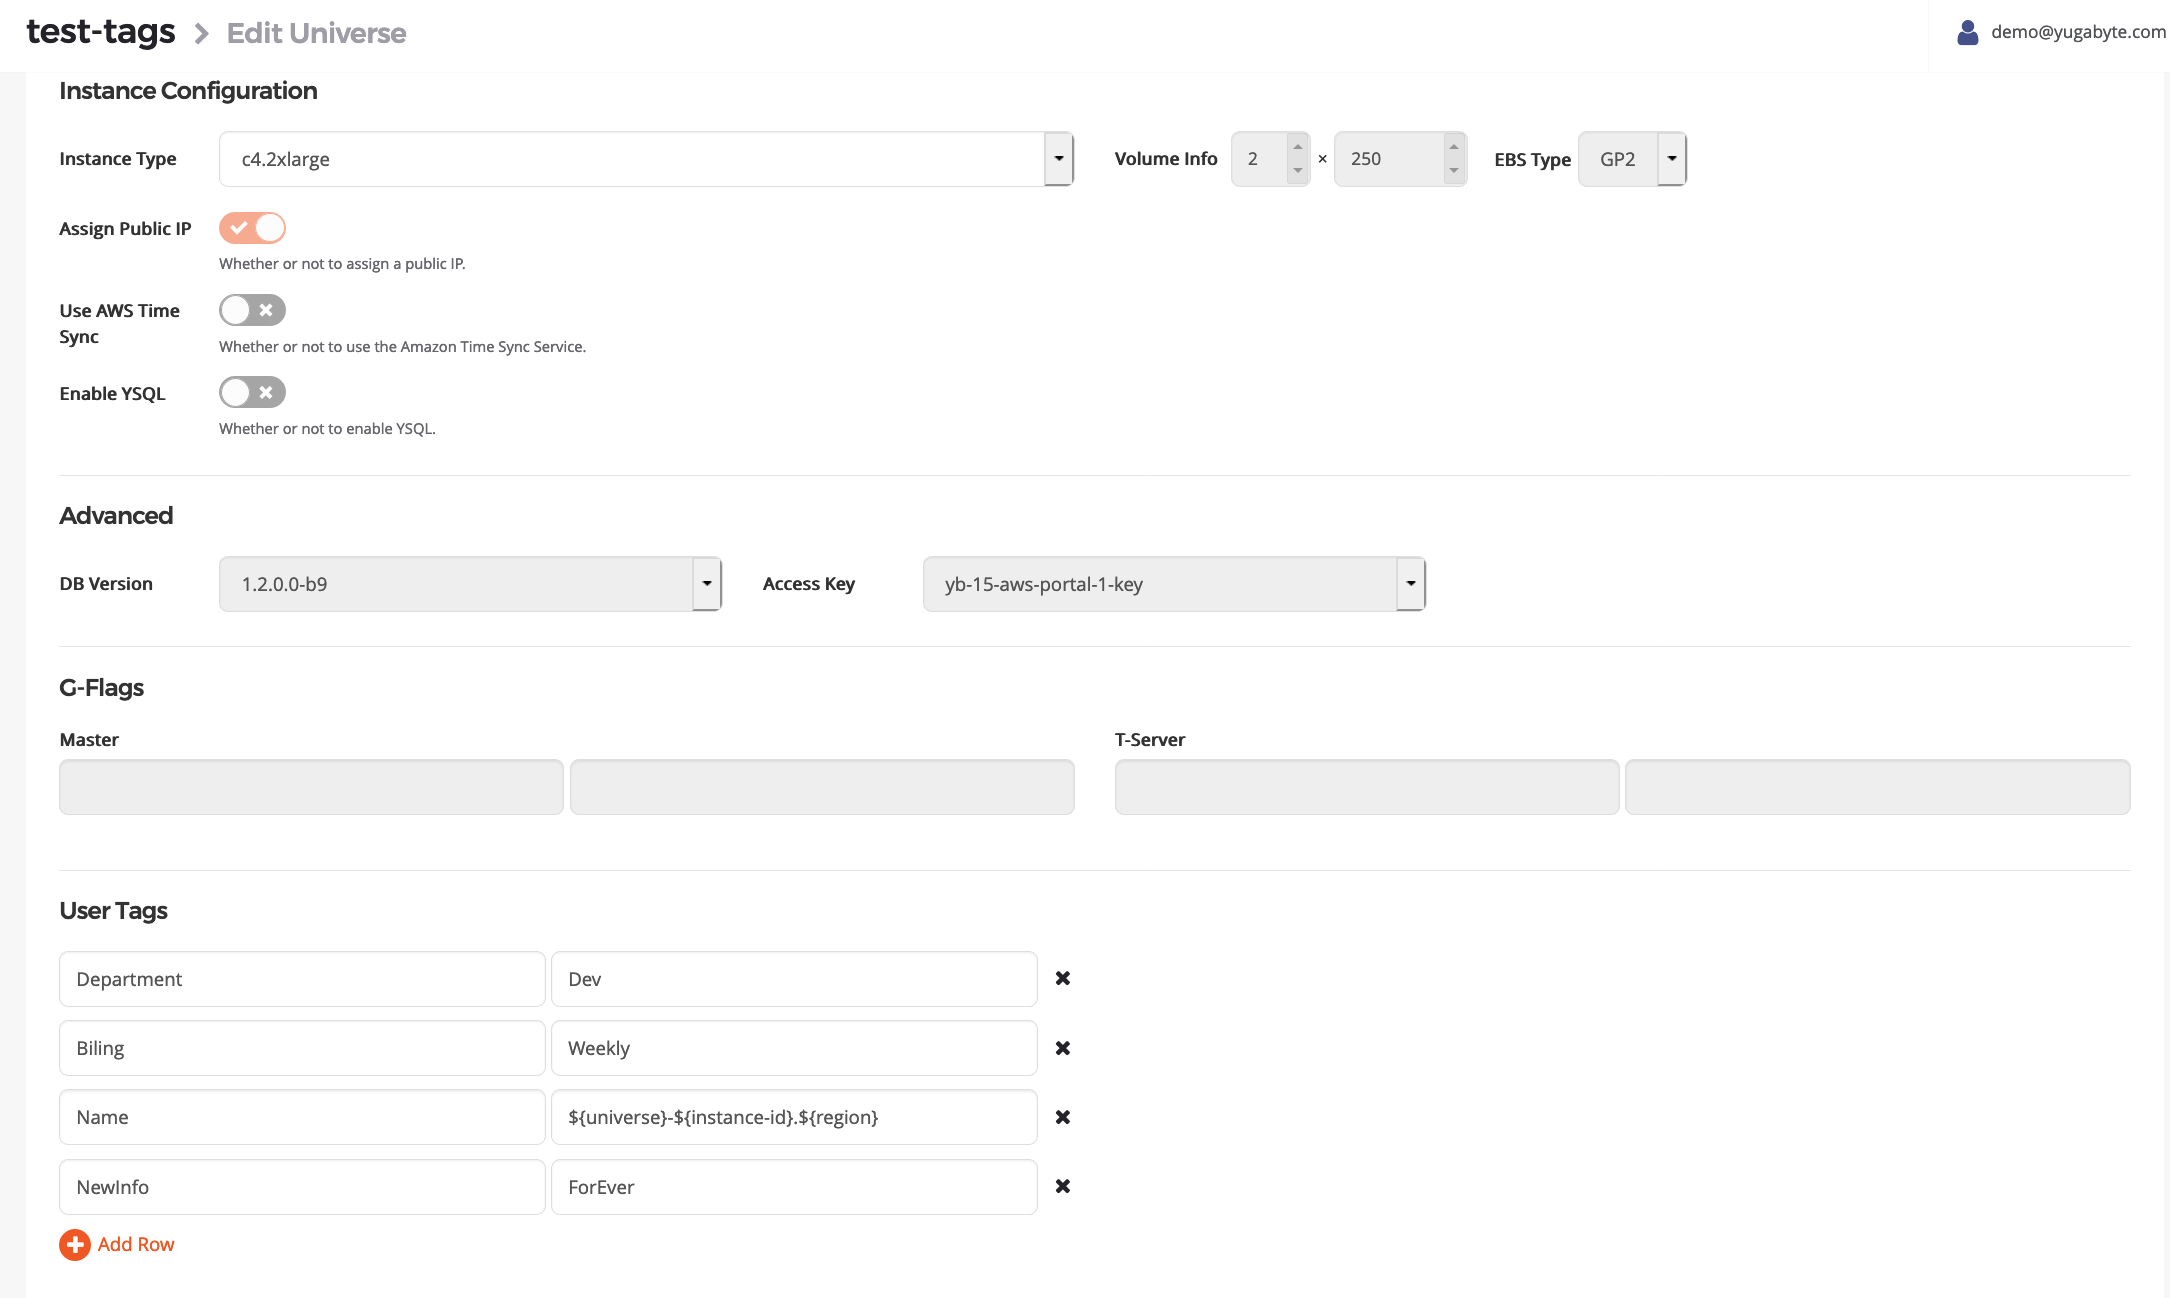 test-tags > Edit Universe
demo@yugabyte.com
Instance Configuration
Instance Type c4.2xlarge Volume Info 2 × 250 EBS Type GP2
Assign Public IP
Whether or not to assign a public IP.
Use AWS Time
Sync
Whether or not to use the Amazon Time Sync Service.
Enable YSQL
Whether or not to enable YSQL.
Advanced
DB Version 1.2.0.0-b9 Access Key yb-15-aws-portal-1-key
G-Flags
Master T-Server
User Tags
Department Dev
Biling Weekly
Name ${universe}-${instance-id}.${region}
NewInfo ForEver
Add Row